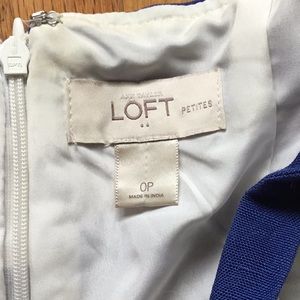 ANN TAYLOR
LOFT PETITES
0P
MADE IN INDIA